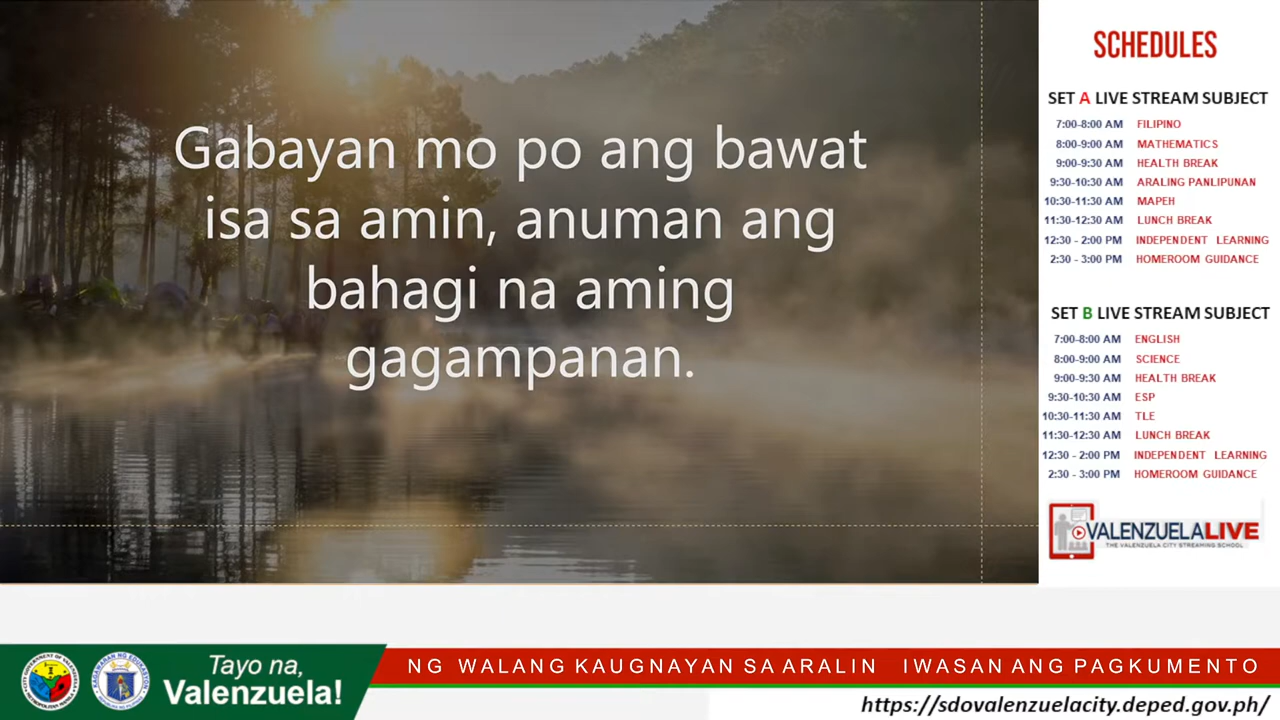 Gabayan mo po ang bawat
isa sa amin, anuman ang
bahagi na aming
gagampanan.
SCHEDULES
SET A LIVE STREAM SUBJECT
7:00-8:00 AM FILIPINO
8:00-9:00 AM MATHEMATICS
9:00-9:30 AM HEALTH BREAK
9:30-10:30 AM ARALING PANLIPUNAN
10:30-11:30 AM MAPEH
11:30-12:30 AM LUNCH BREAK
12:30 - 2:00 PM INDEPENDENT LEARNING
2:30 - 3:00 PM HOMEROOM GUIDANCE
SET B LIVE STREAM SUBJECT
7:00-8:00 AM ENGLISH
8:00-9:00 AM SCIENCE
9:00-9:30 AM HEALTH BREAK
9:30-10:30 AM ESP
10:30-11:30 AM TLE
11:30-12:30 AM LUNCH BREAK
12:30 - 2:00 PM INDEPENDENT LEARNING
2:30 - 3:00 PM HOMEROOM GUIDANCE
VALENZUELALIVE
THE VALENZUELA CITY STREAMING SCHOOL
Tayo na,
Valenzuela!
NG WALANG KAUGNAYAN SA ARALIN IWASAN ANG PAGKUMENTO
https://sdovalenzuelacity.deped.gov.ph/